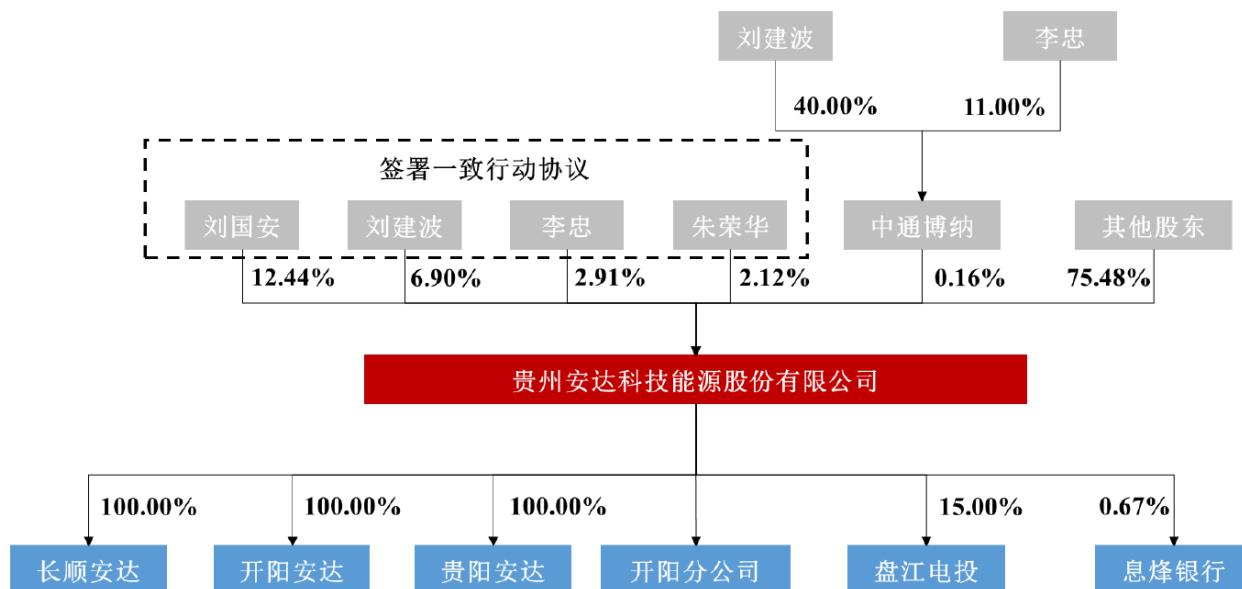 刘建波 李忠
40.00% 11.00%
签署一致行动协议
刘国安 刘建波 李忠 朱荣华 中通博纳 其他股东
12.44% 6.90% 2.91% 2.12% 0.16% 75.48%
贵州安达科技能源股份有限公司
100.00% 100.00% 100.00% 15.00% 0.67%
长顺安达 开阳安达 贵阳安达 开阳分公司 盘江电投 息烽银行